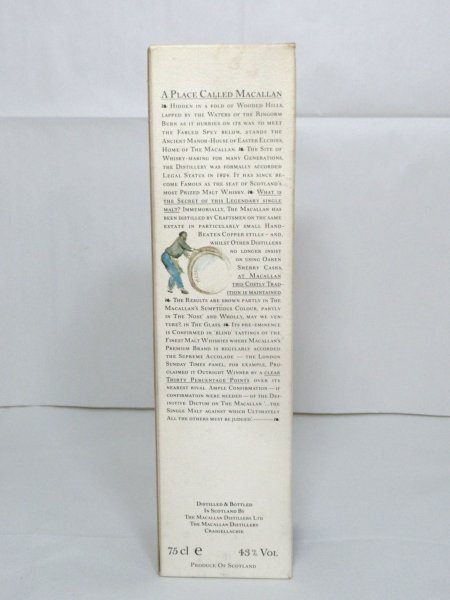 A Place Called Macallan
❧ Hidden in a fold of Wooded Hills,
lapped by the Waters of the Ringorm
Burn as it hurries on its way to meet
the Fabled Spey below, stands the
Ancient Manor-House of Easter Elchies,
Home of The Macallan. ❧ The Site of
Whisky-making for many Generations,
the Distillery was formally accorded
Legal Status in 1824. It has since be-
come Famous as the seat of Scotland's
most Prized Malt Whisky. ❧ What is
the Secret of this Legendary single
malt? Immemorially, The Macallan has
been distilled by Craftsmen on the same
estate in particularly small Hand-
Beaten Copper stills – and,
whilst Other Distillers
no longer insist
on using Oaken
Sherry Casks,
at Macallan
this Costly Trad-
ition is maintained.
❧ The Results are shown partly in The
Macallan's Sumptuous Colour, partly
in The 'Nose' and Wholly, may we ven-
ture?, in the Glass. ❧ Its pre-eminence
is Confirmed in 'blind' tastings of the
Finest Malt Whiskies where Macallan's
Premium Brand is regularly accorded
the Supreme Accolade — the London
Sunday Times Panel, for example, Pro-
claimed it Outright Winner by a clear
Thirty Percentage Points over its
nearest rival. Ample Confirmation — if
confirmation were needed — of the Def-
initive Dictum on The Macallan '...the
Single Malt against which Ultimately
All the others must be judged.' ❧
Distilled & Bottled
In Scotland By
The Macallan Distillers Ltd
The Macallan Distillery
Craigellachie
75 cl e 43% Vol
Produce Of Scotland